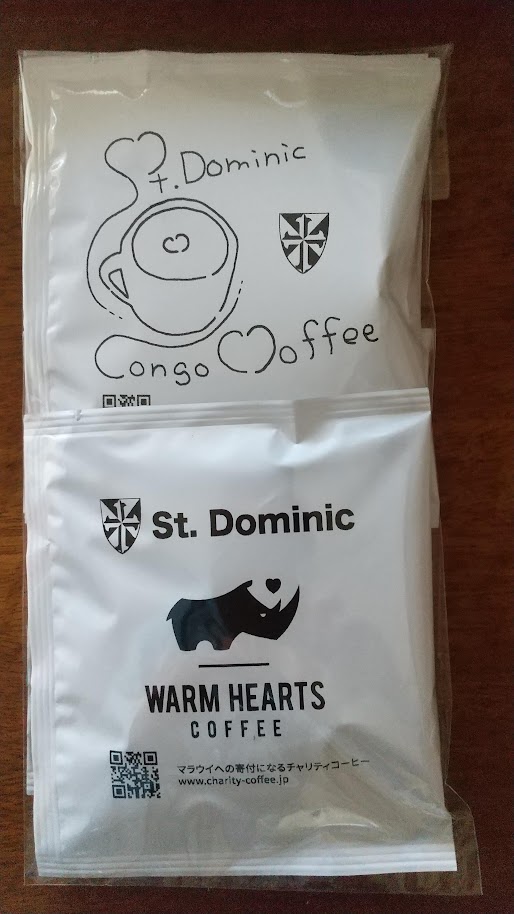 St. Dominic
Congo Coffee
St. Dominic
WARM HEARTS
COFFEE
マラウイへの寄付になるチャリティコーヒー
www.charity-coffee.jp